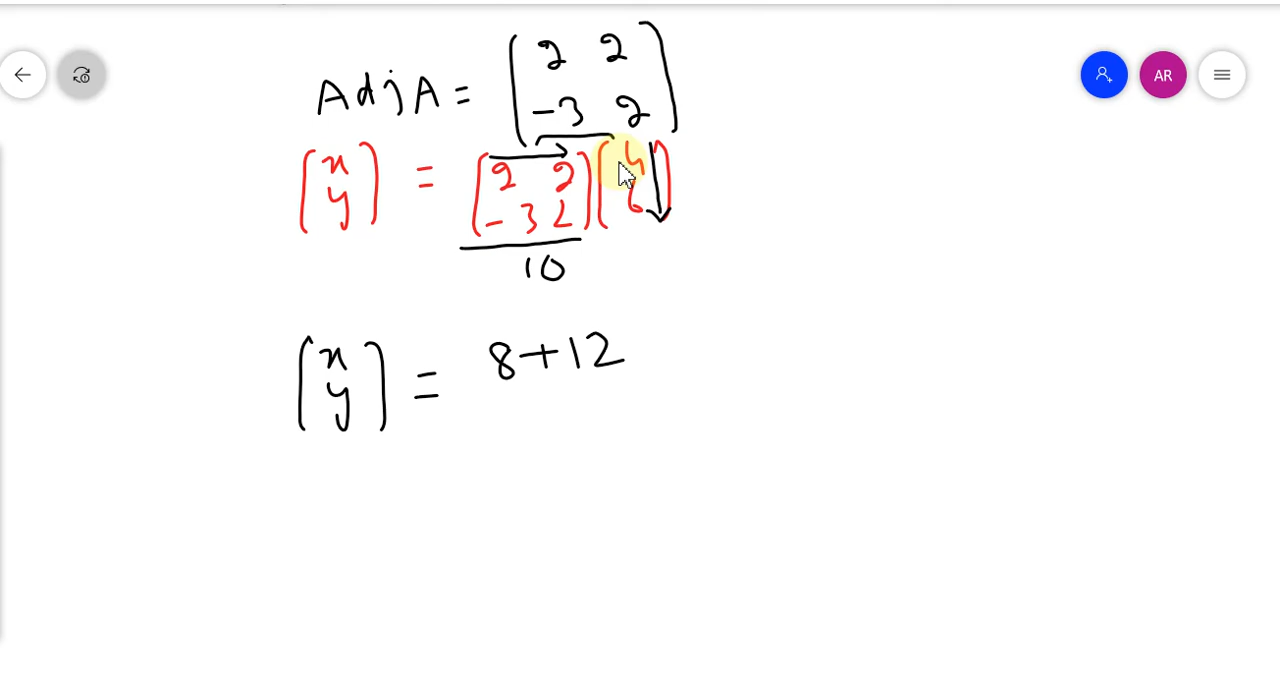 AR
Adj A = ( 2 2
-3 2 )
( x
y ) = ( 2 2
-3 2 ) ( 4
6 )
10
( x
y ) = 8+12